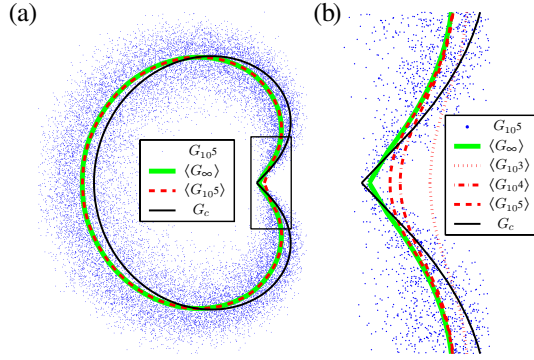 (a)
G_{10^5}
⟨G_∞⟩
⟨G_{10^5}⟩
G_c
(b)
G_{10^5}
⟨G_∞⟩
⟨G_{10^3}⟩
⟨G_{10^4}⟩
⟨G_{10^5}⟩
G_c